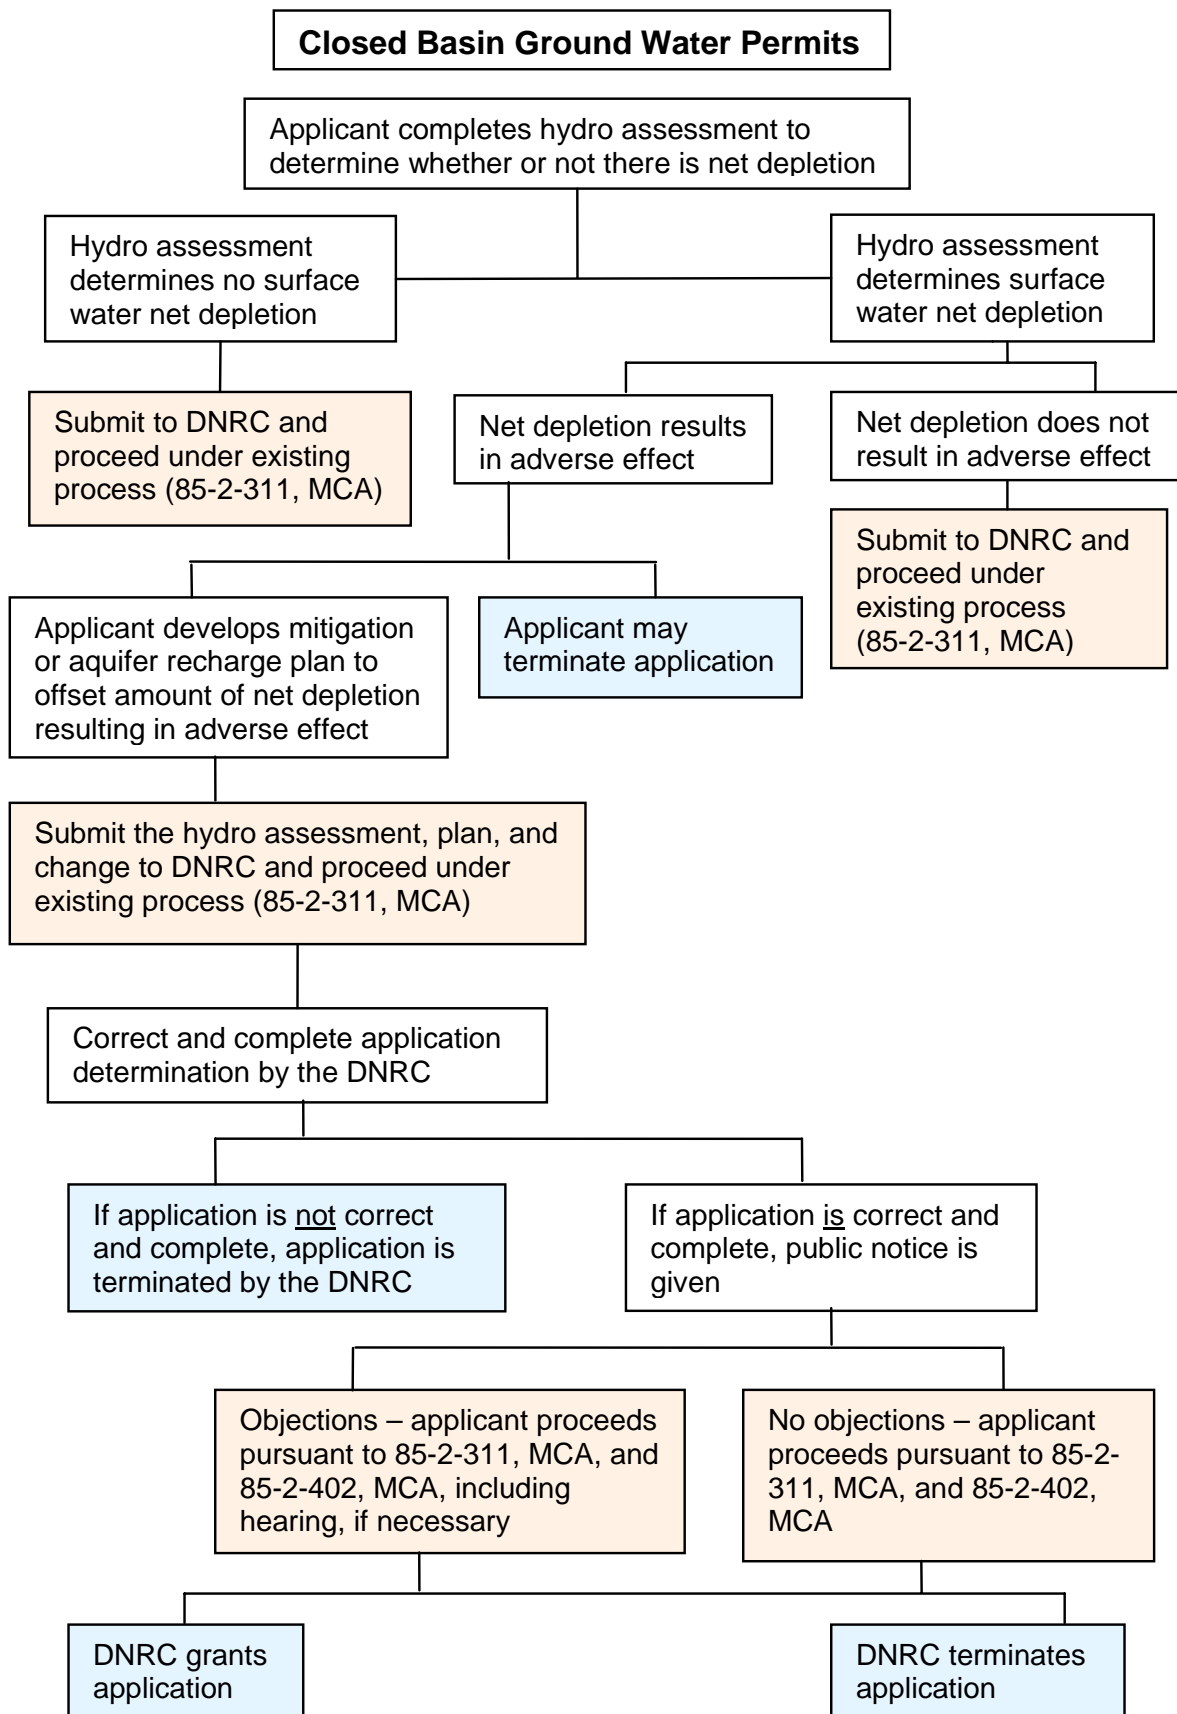 Closed Basin Ground Water Permits
Applicant completes hydro assessment to
determine whether or not there is net depletion
Hydro assessment
determines no surface
water net depletion
Hydro assessment
determines surface
water net depletion
Submit to DNRC and
proceed under existing
process (85-2-311, MCA)
Net depletion results
in adverse effect
Net depletion does not
result in adverse effect
Submit to DNRC and
proceed under
existing process
(85-2-311, MCA)
Applicant develops mitigation
or aquifer recharge plan to
offset amount of net depletion
resulting in adverse effect
Applicant may
terminate application
Submit the hydro assessment, plan, and
change to DNRC and proceed under
existing process (85-2-311, MCA)
Correct and complete application
determination by the DNRC
If application is not correct
and complete, application is
terminated by the DNRC
If application is correct and
complete, public notice is
given
Objections – applicant proceeds
pursuant to 85-2-311, MCA, and
85-2-402, MCA, including
hearing, if necessary
No objections – applicant
proceeds pursuant to 85-2-
311, MCA, and 85-2-402,
MCA
DNRC grants
application
DNRC terminates
application